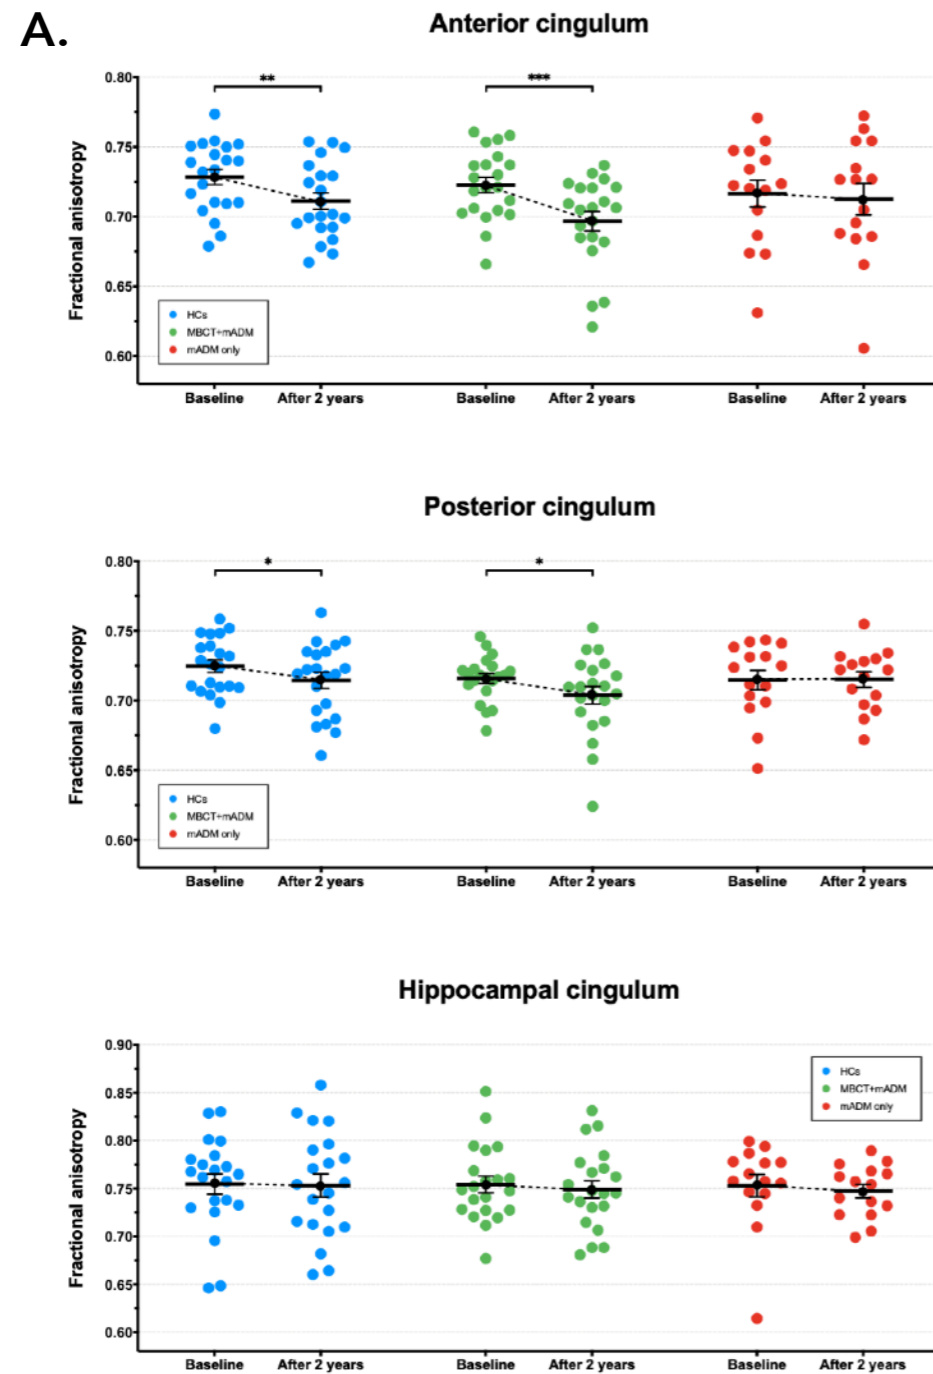 A.
Anterior cingulum
Fractional anisotropy
0.80
0.75
0.70
0.65
0.60
** ***
HCs
MBCT+mADM
mADM only
Baseline After 2 years Baseline After 2 years Baseline After 2 years
Posterior cingulum
Fractional anisotropy
0.80
0.75
0.70
0.65
0.60
* *
HCs
MBCT+mADM
mADM only
Baseline After 2 years Baseline After 2 years Baseline After 2 years
Hippocampal cingulum
Fractional anisotropy
0.90
0.85
0.80
0.75
0.70
0.65
0.60
HCs
MBCT+mADM
mADM only
Baseline After 2 years Baseline After 2 years Baseline After 2 years